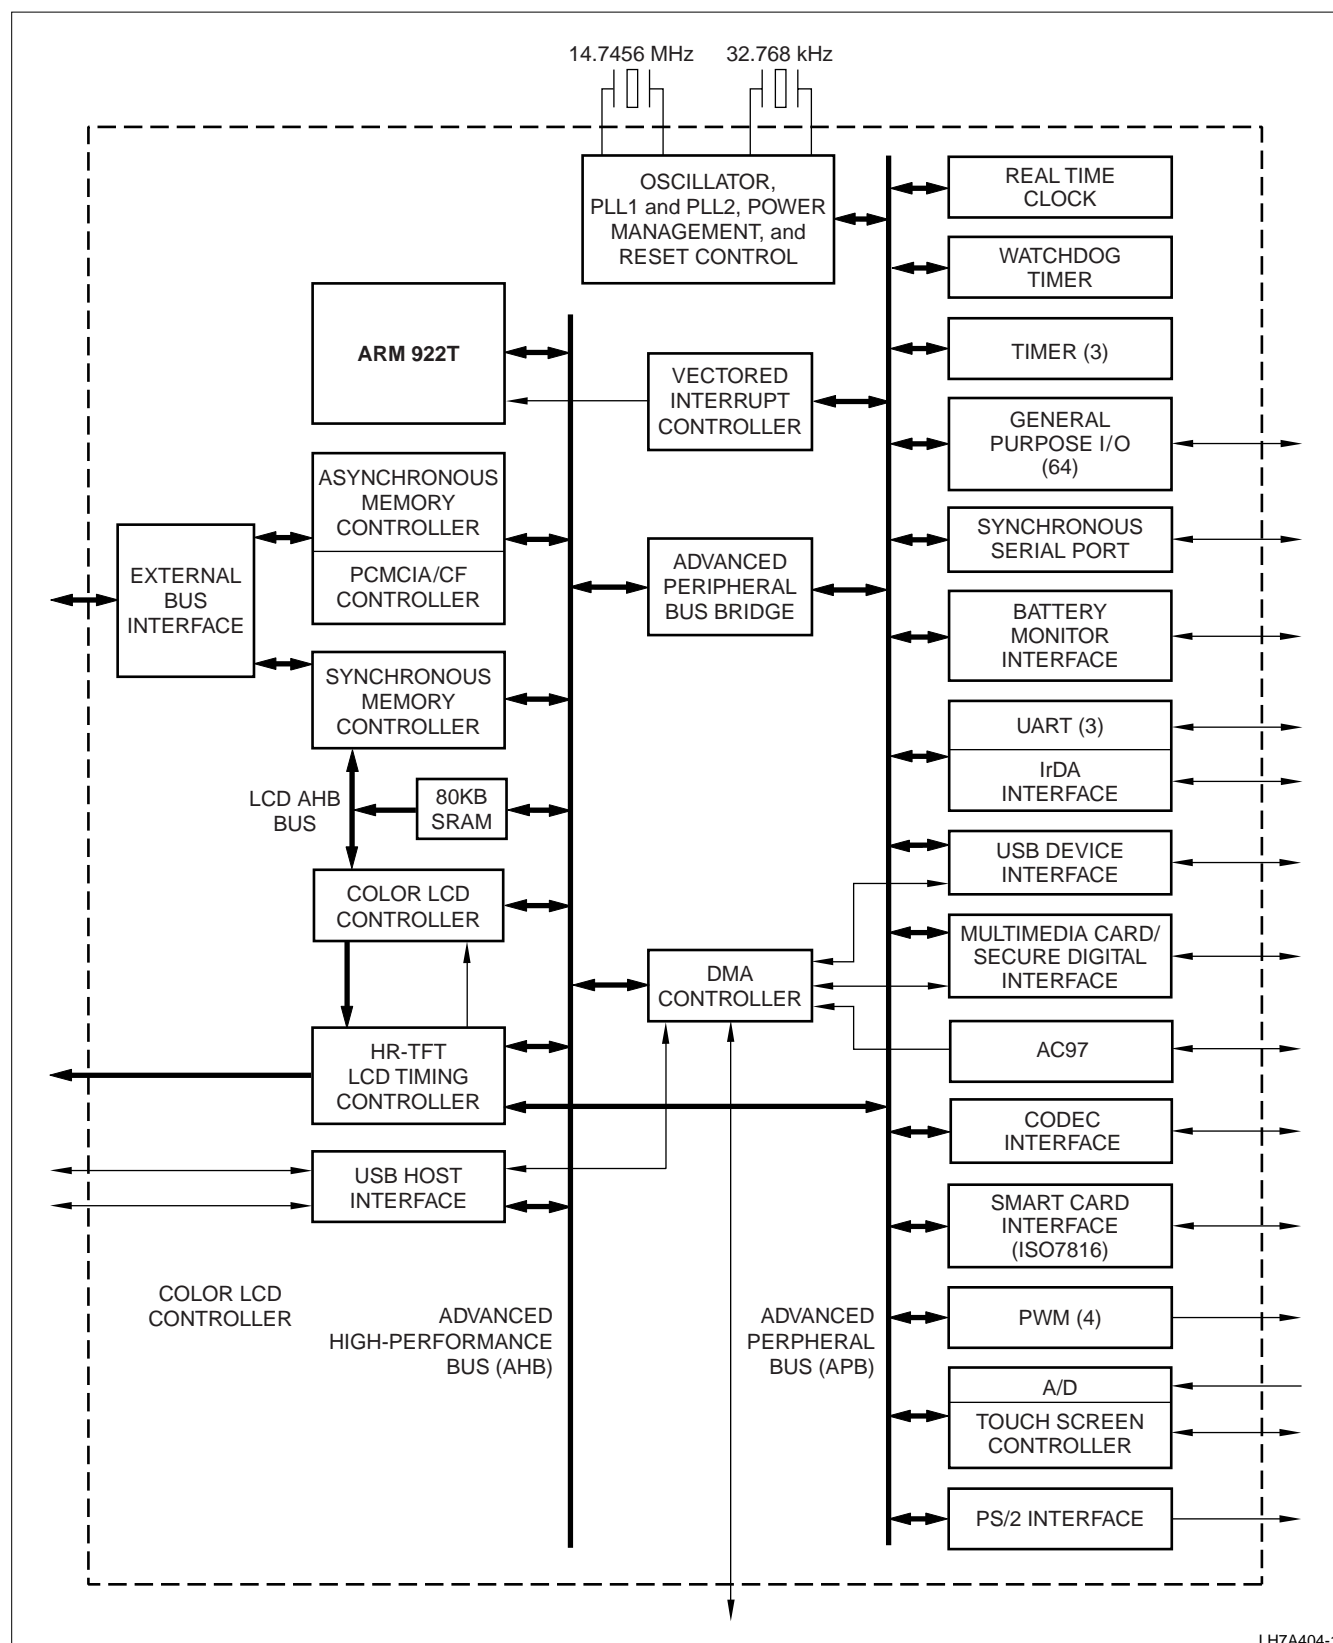 14.7456 MHz
32.768 kHz
OSCILLATOR,
PLL1 and PLL2, POWER
MANAGEMENT, and
RESET CONTROL
REAL TIME
CLOCK
WATCHDOG
TIMER
ARM 922T
VECTORED
INTERRUPT
CONTROLLER
TIMER (3)
GENERAL
PURPOSE I/O
(64)
ASYNCHRONOUS
MEMORY
CONTROLLER
PCMCIA/CF
CONTROLLER
EXTERNAL
BUS
INTERFACE
ADVANCED
PERIPHERAL
BUS BRIDGE
SYNCHRONOUS
SERIAL PORT
BATTERY
MONITOR
INTERFACE
SYNCHRONOUS
MEMORY
CONTROLLER
UART (3)
IrDA
INTERFACE
LCD AHB
BUS
80KB
SRAM
USB DEVICE
INTERFACE
COLOR LCD
CONTROLLER
MULTIMEDIA CARD/
SECURE DIGITAL
INTERFACE
DMA
CONTROLLER
HR-TFT
LCD TIMING
CONTROLLER
AC97
CODEC
INTERFACE
USB HOST
INTERFACE
SMART CARD
INTERFACE
(ISO7816)
COLOR LCD
CONTROLLER
ADVANCED
HIGH-PERFORMANCE
BUS (AHB)
ADVANCED
PERPHERAL
BUS (APB)
PWM (4)
A/D
TOUCH SCREEN
CONTROLLER
PS/2 INTERFACE